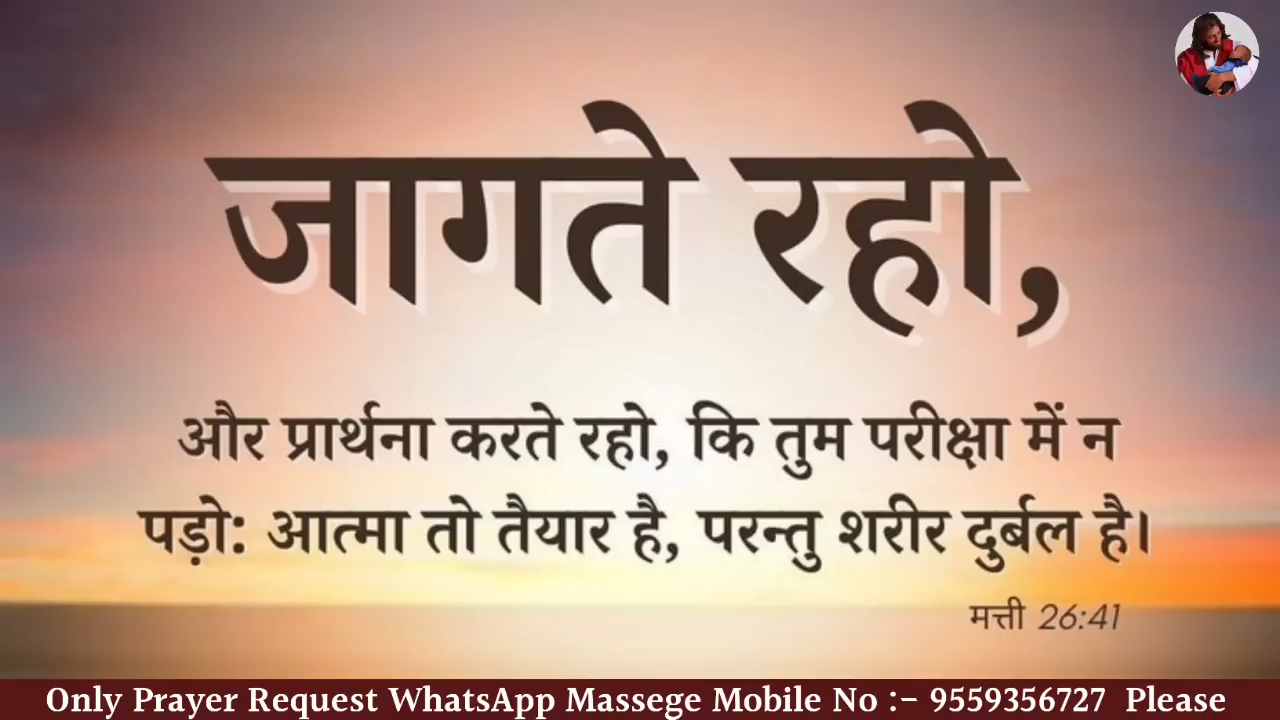 जागते रहो,
और प्रार्थना करते रहो, कि तुम परीक्षा में न
पड़ो: आत्मा तो तैयार है, परन्तु शरीर दुर्बल है।
मत्ती 26:41
Only Prayer Request WhatsApp Massege Mobile No :- 9559356727 Please